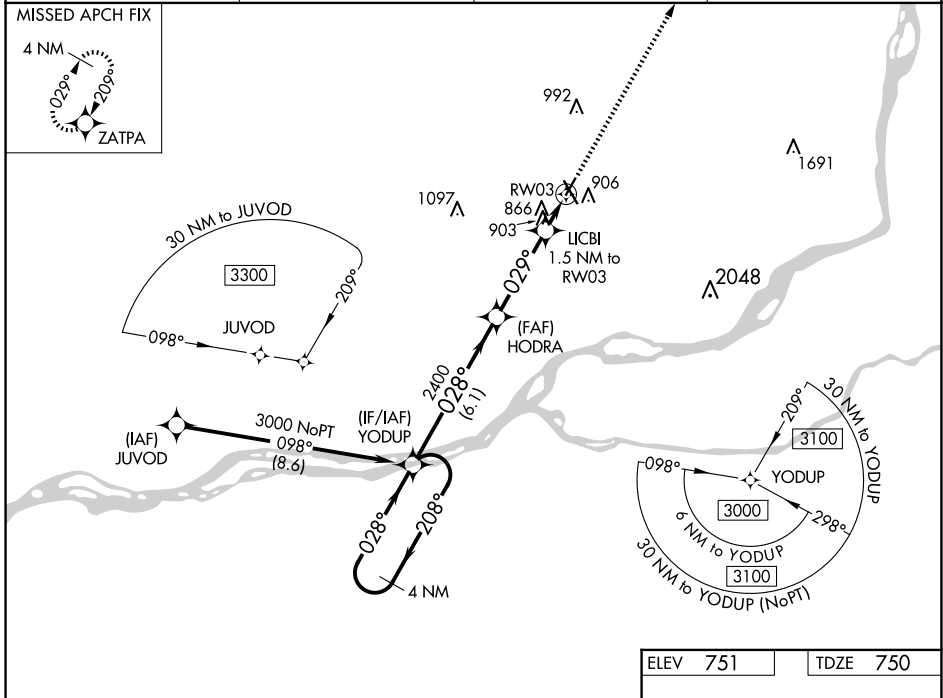 MISSED APCH FIX
4 NM
029°
209°
ZATPA
992
1691
1097
RW03
906
866
903
LICBI
1.5 NM to
RW03
30 NM to JUVOD
3300
209°
098°
JUVOD
029°
2048
(FAF)
HODRA
2400
028°
(6.1)
(IAF)
JUVOD
3000 NoPT
098°
(8.6)
(IF/IAF)
YODUP
028°
208°
4 NM
209°
30 NM to YODUP
3100
098°
YODUP
3000
298°
6 NM to YODUP
3100
30 NM to YODUP (NoPT)
ELEV 751
TDZE 750